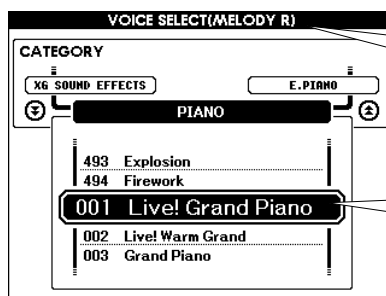 VOICE SELECT(MELODY R)
CATEGORY
XG SOUND EFFECTS
E.PIANO
PIANO
493 Explosion
494 Firework
001 Live! Grand Piano
002 Live! Warm Grand
003 Grand Piano